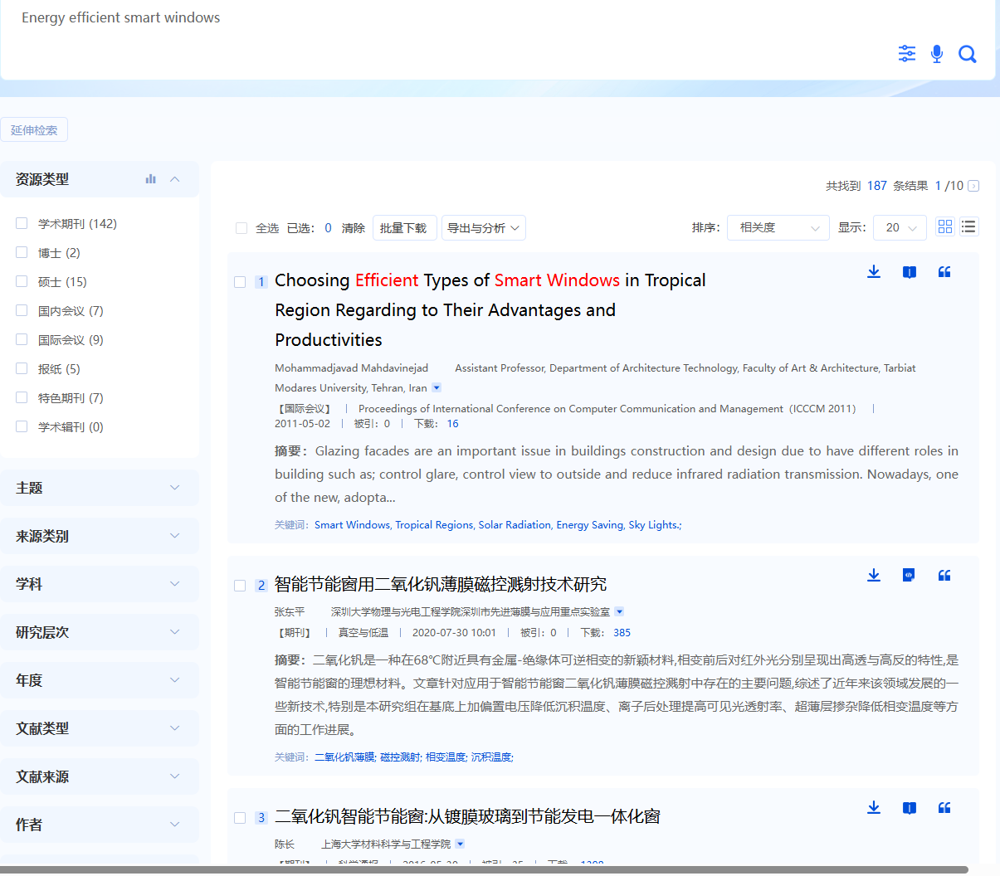 Energy efficient smart windows
延伸检索
资源类型
学术期刊 (142)
博士 (2)
硕士 (15)
国内会议 (7)
国际会议 (9)
报纸 (5)
特色期刊 (7)
学术辑刊 (0)
主题
来源类别
学科
研究层次
年度
文献类型
文献来源
作者
共找到 187 条结果 1 /10
全选 已选： 0 清除 批量下载 导出与分析 排序： 相关度 显示： 20
1 Choosing Efficient Types of Smart Windows in Tropical
Region Regarding to Their Advantages and
Productivities
Mohammadjavad Mahdavinejad Assistant Professor, Department of Architecture Technology, Faculty of Art & Architecture, Tarbiat
Modares University, Tehran, Iran
【国际会议】 | Proceedings of International Conference on Computer Communication and Management（ICCCM 2011） |
2011-05-02 | 被引：0 | 下载： 16
摘要：Glazing facades are an important issue in buildings construction and design due to have different roles in
building such as; control glare, control view to outside and reduce infrared radiation transmission. Nowadays, one
of the new, adopta...
关键词：Smart Windows, Tropical Regions, Solar Radiation, Energy Saving, Sky Lights.;
2 智能节能窗用二氧化钒薄膜磁控溅射技术研究
张东平 深圳大学物理与光电工程学院深圳市先进薄膜与应用重点实验室
【期刊】 | 真空与低温 | 2020-07-30 10:01 | 被引：0 | 下载： 385
摘要：二氧化钒是一种在68℃附近具有金属-绝缘体可逆相变的新颖材料,相变前后对红外光分别呈现出高透与高反的特性,是
智能节能窗的理想材料。文章针对应用于智能节能窗二氧化钒薄膜磁控溅射中存在的主要问题,综述了近年来该领域发展的一
些新技术,特别是本研究组在基底上加偏置电压降低沉积温度、离子后处理提高可见光透射率、超薄层掺杂降低相变温度等方
面的工作进展。
关键词：二氧化钒薄膜; 磁控溅射; 相变温度; 沉积温度;
3 二氧化钒智能节能窗:从镀膜玻璃到节能发电一体化窗
陈长 上海大学材料科学与工程学院